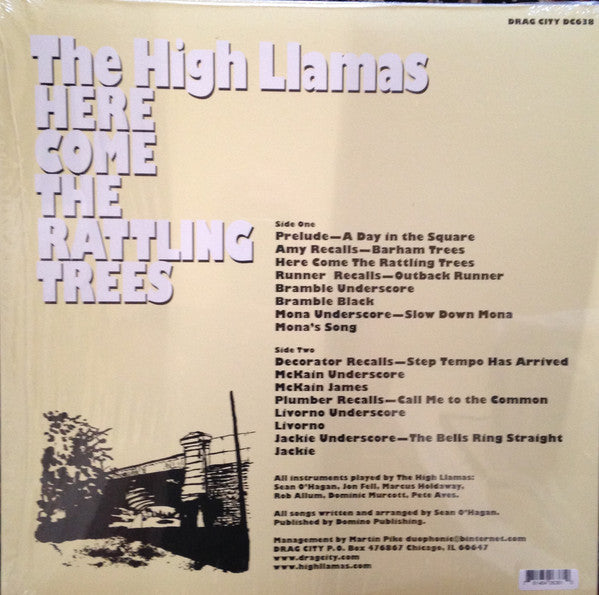 DRAG CITY DC638
The High Llamas
HERE
COME
THE
RATTLING
TREES
Side One
Prelude—A Day in the Square
Amy Recalls—Barham Trees
Here Come The Rattling Trees
Runner Recalls—Outback Runner
Bramble Underscore
Bramble Black
Mona Underscore—Slow Down Mona
Mona's Song
Side Two
Decorator Recalls—Step Tempo Has Arrived
McKain Underscore
McKain James
Plumber Recalls—Call Me to the Common
Livorno Underscore
Livorno
Jackie Underscore—The Bells Ring Straight
Jackie
All instruments played by The High Llamas:
Sean O'Hagan, Jon Fell, Marcus Holdaway,
Rob Allum, Dominic Murcott, Pete Aves.
All songs written and arranged by Sean O'Hagan.
Published by Domino Publishing.
Management by Martin Pike duophonic@btinternet.com
DRAG CITY P.O. Box 476867 Chicago, IL 60647
www.dragcity.com
www.highllamas.com